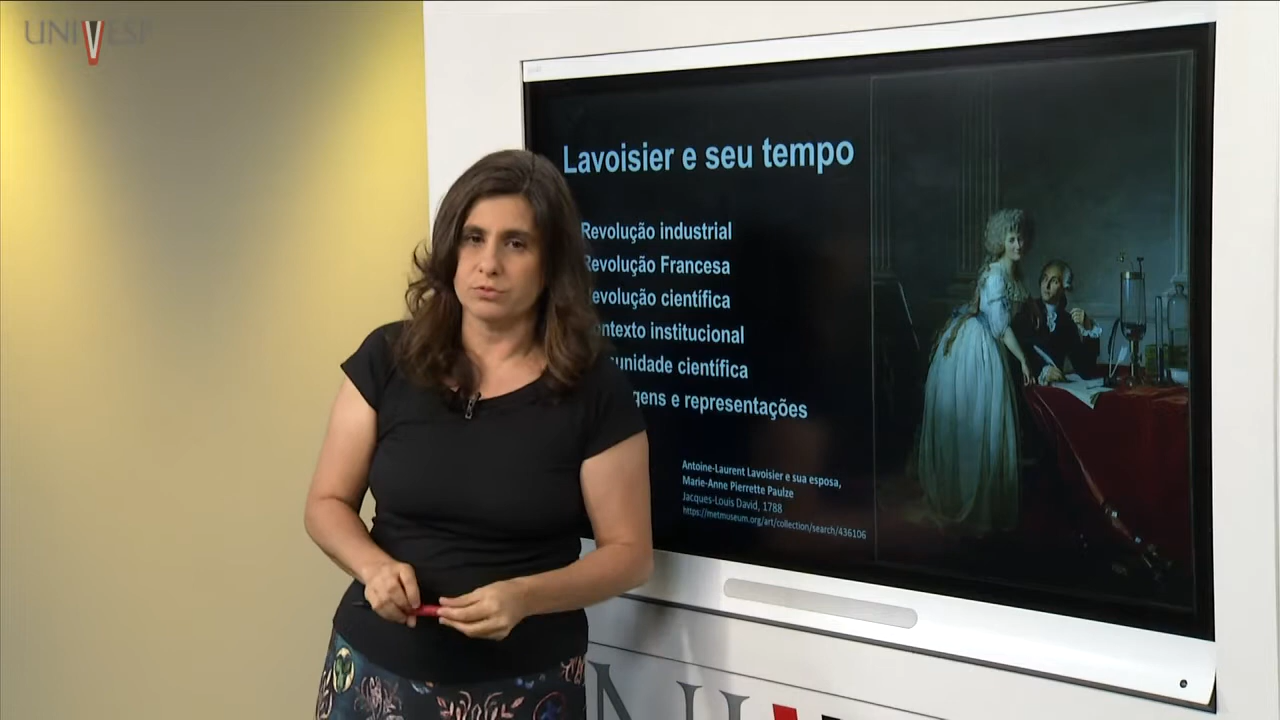 UNIVESP
Lavoisier e seu tempo
Revolução industrial
Revolução Francesa
evolução científica
ntexto institucional
unidade científica
gens e representações
Antoine-Laurent Lavoisier e sua esposa,
Marie-Anne Pierrette Paulze
Jacques-Louis David, 1788
https://metmuseum.org/art/collection/search/436106